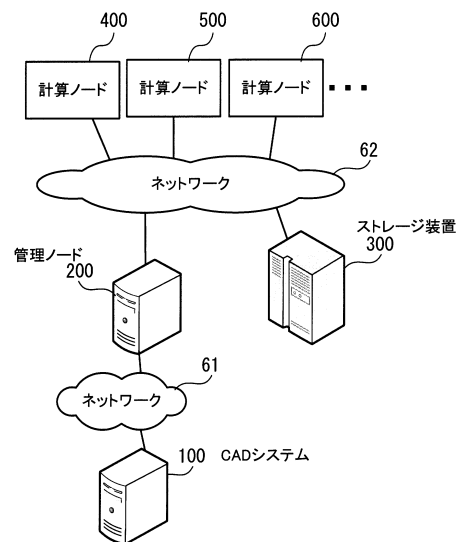 400
500
600
計算ノード
計算ノード
計算ノード
62
ネットワーク
ストレージ装置
300
管理ノード
200
61
ネットワーク
100
CADシステム